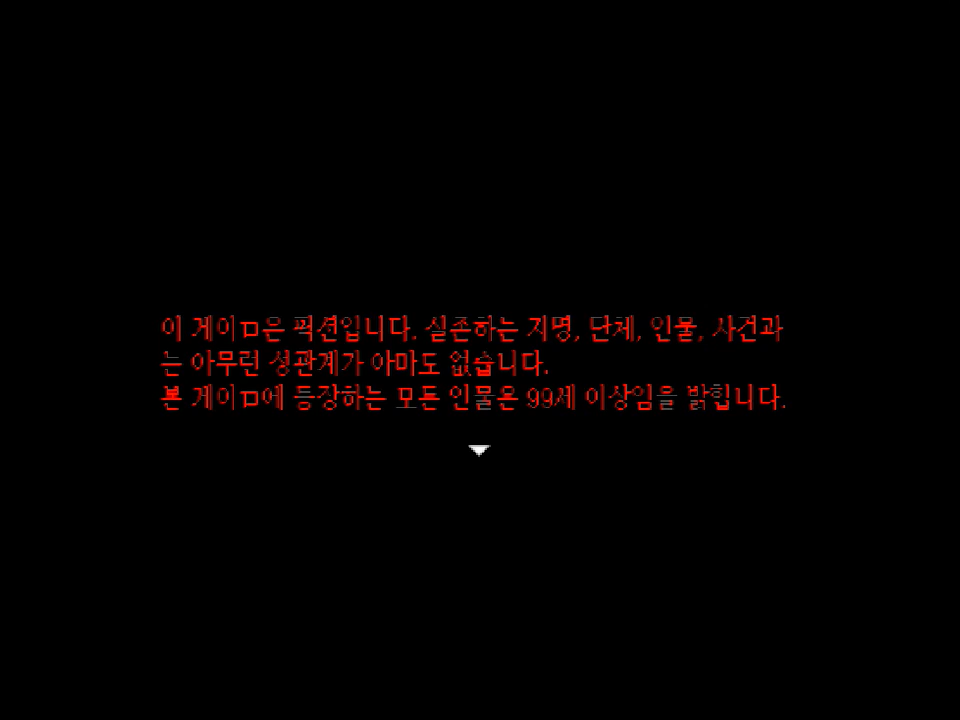 이 게이ㅁ은 픽션입니다. 실존하는 지명, 단체, 인물, 사건과
는 아무런 성관계가 아마도 없습니다.
본 게이ㅁ에 등장하는 모든 인물은 99세 이상임을 밝힙니다.